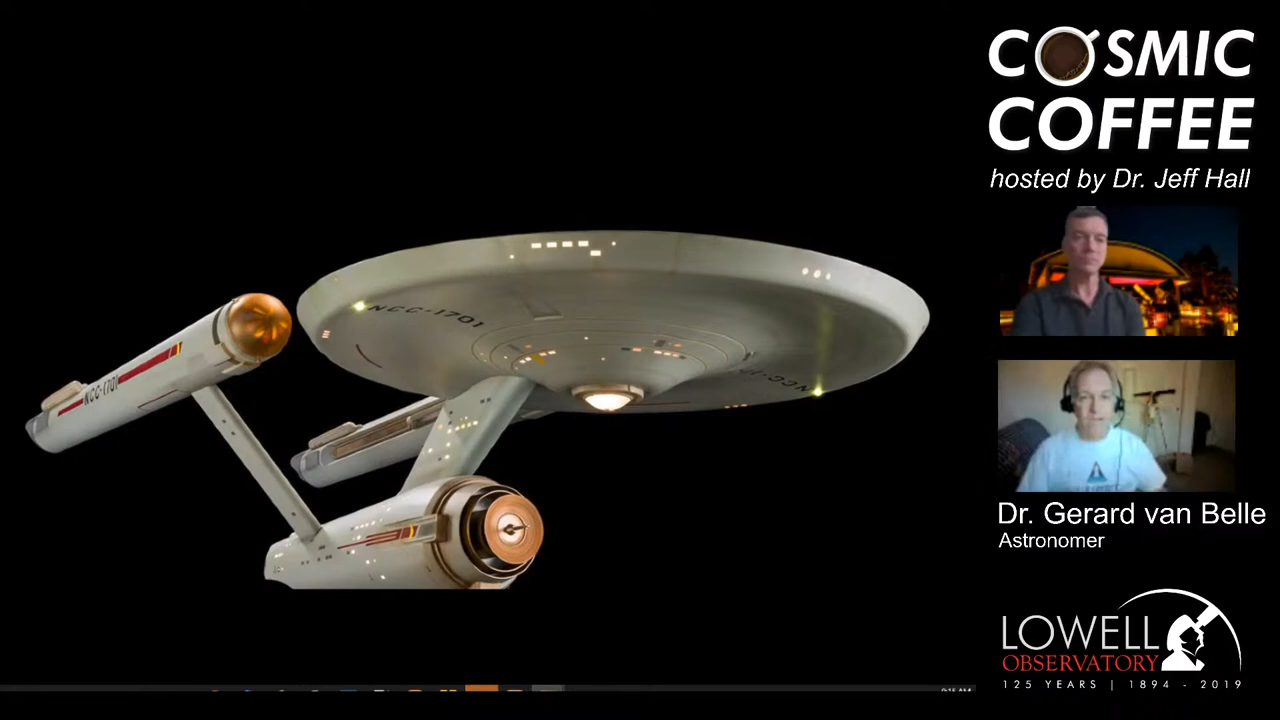 COSMIC
COFFEE
hosted by Dr. Jeff Hall
NCC-1701
NCC-1701
Dr. Gerard van Belle
Astronomer
LOWELL
OBSERVATORY
125 YEARS | 1894 - 2019